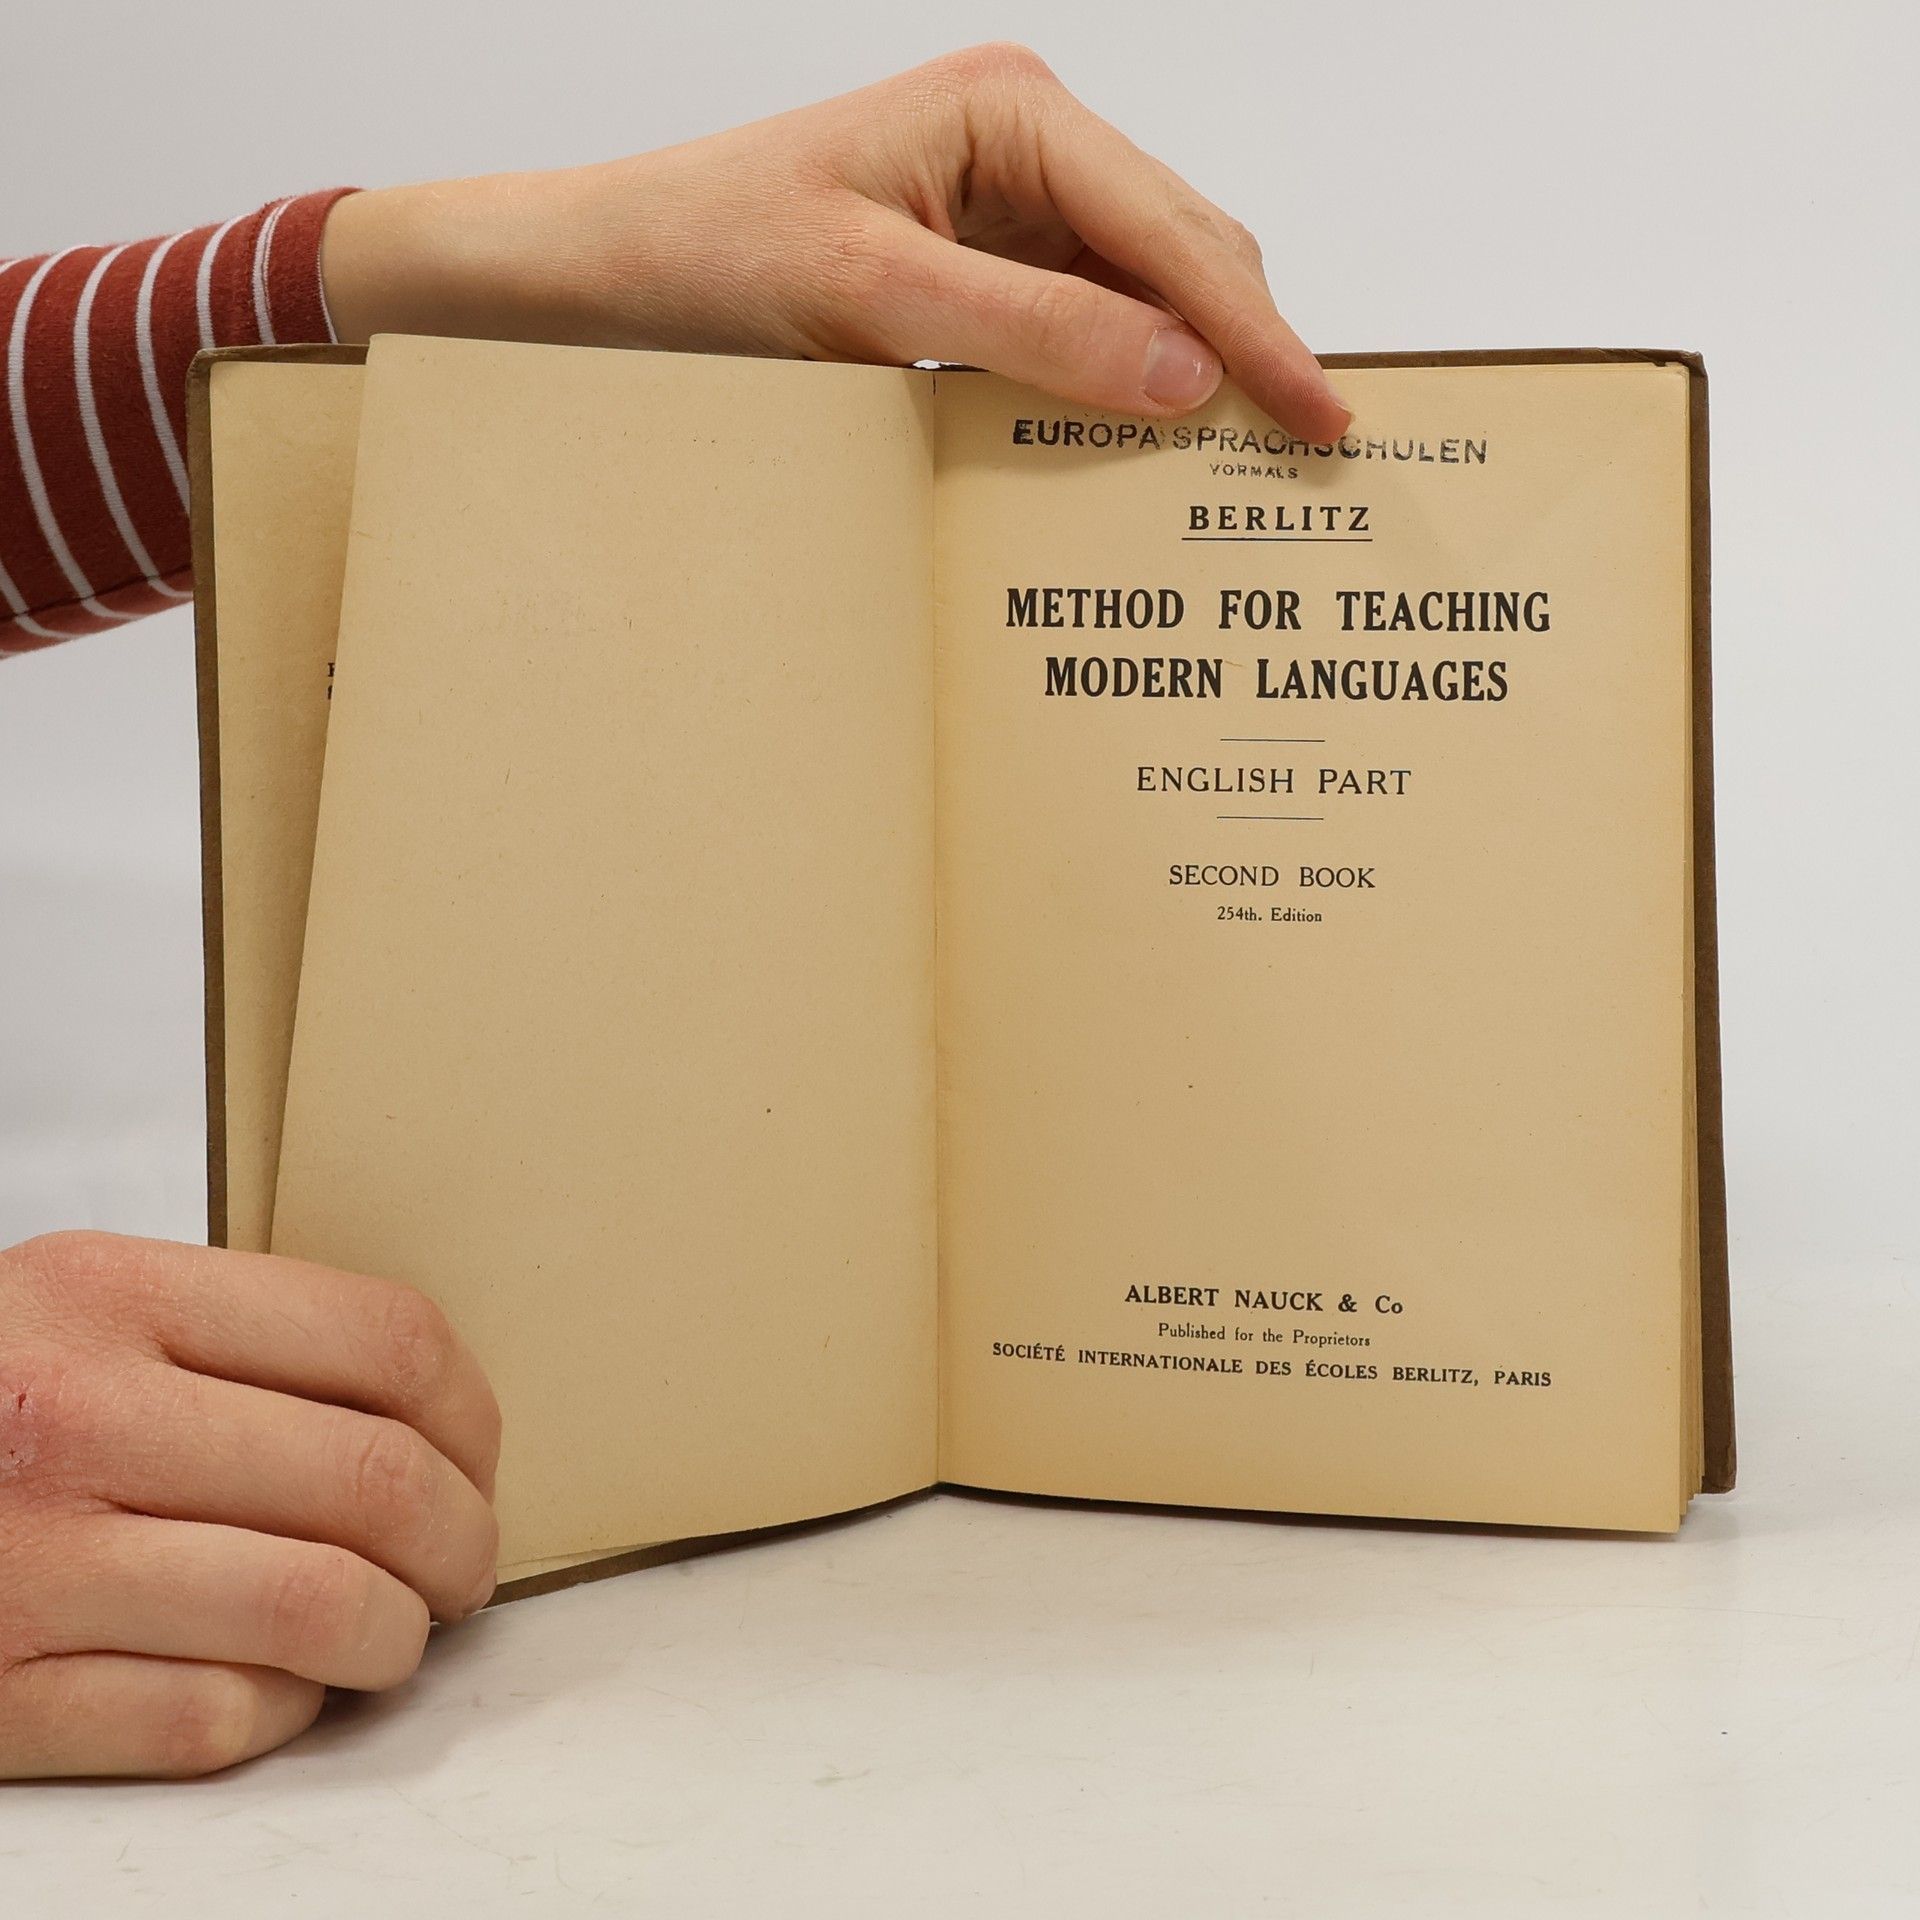 EUROPA SPRACHSCHULEN
VORMALS
BERLITZ
METHOD FOR TEACHING
MODERN LANGUAGES
ENGLISH PART
SECOND BOOK
254th. Edition
ALBERT NAUCK & Co
Published for the Proprietors
SOCIÉTÉ INTERNATIONALE DES ÉCOLES BERLITZ, PARIS